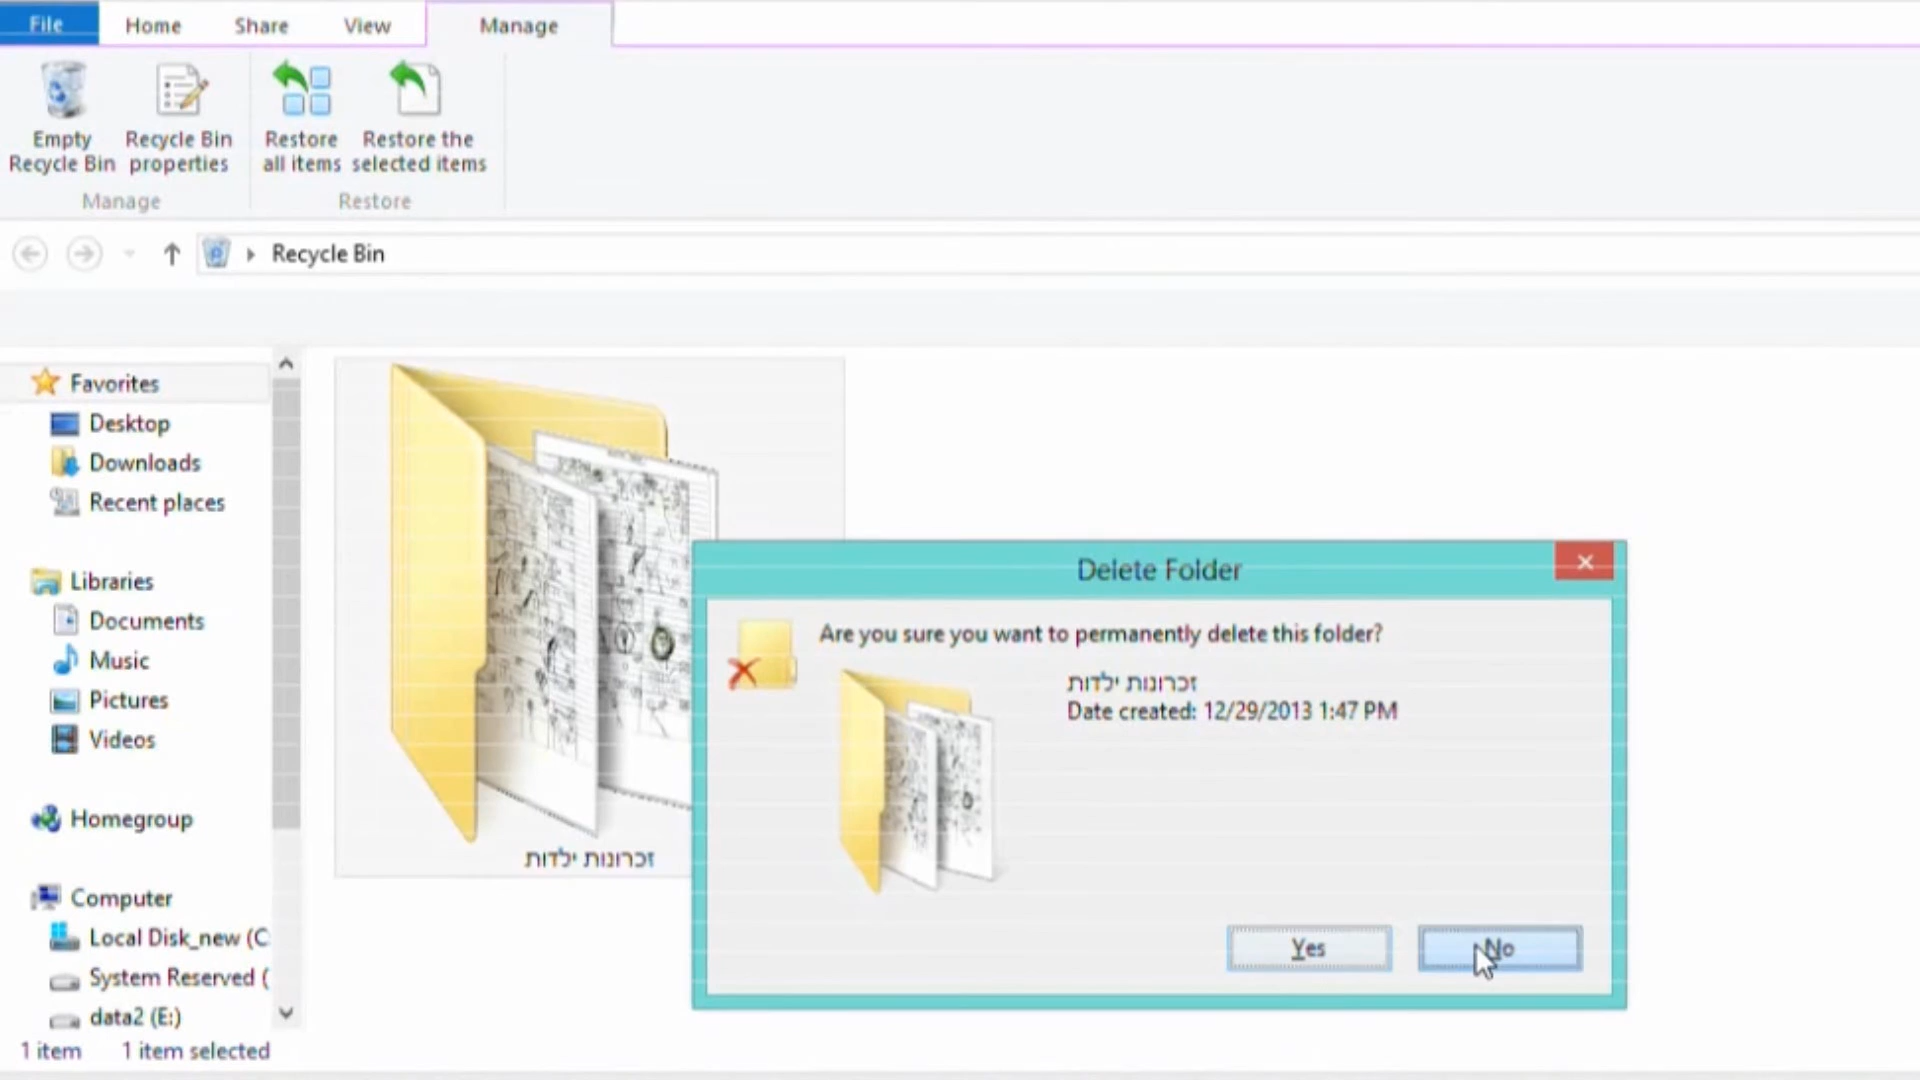 File Home Share View Manage
Empty Recycle Bin
Recycle Bin properties
Restore all items
Restore the selected items
Manage
Restore
Recycle Bin
Favorites
Desktop
Downloads
Recent places
Libraries
Documents
Music
Pictures
Videos
Homegroup
Computer
Local Disk_new (C
System Reserved (
data2 (E:)
1 item 1 item selected
זכרונות ילדות
Delete Folder
Are you sure you want to permanently delete this folder?
זכרונות ילדות
Date created: 12/29/2013 1:47 PM
Yes No